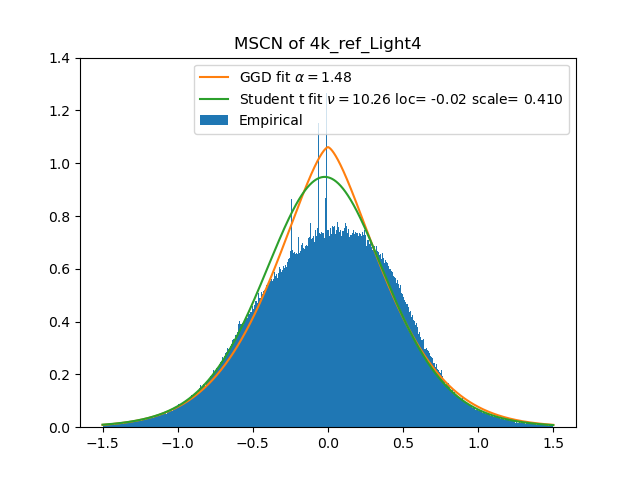 MSCN of 4k_ref_Light4
GGD fit α = 1.48
Student t fit ν = 10.26 loc= -0.02 scale= 0.410
Empirical
1.4
1.2
1.0
0.8
0.6
0.4
0.2
0.0
−1.5 −1.0 −0.5 0.0 0.5 1.0 1.5